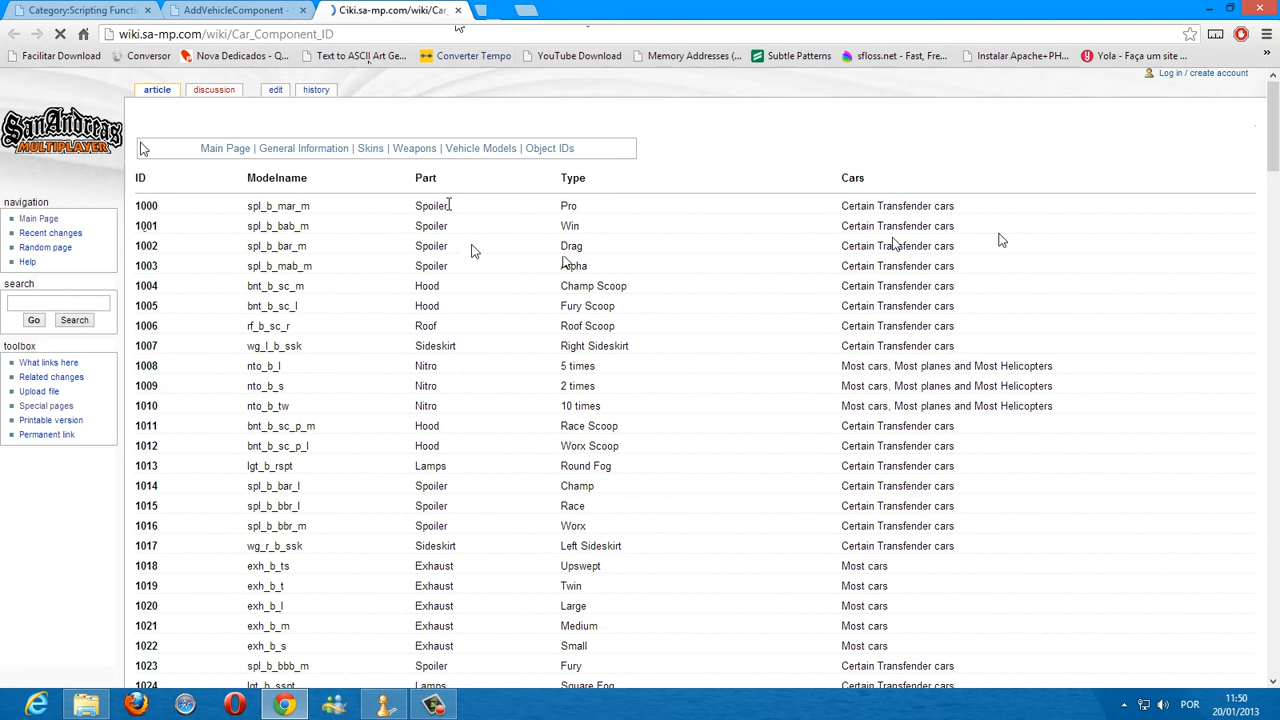 Category:Scripting Functi
AddVehicleComponent -
Ciki.sa-mp.com/wiki/Car_
wiki.sa-mp.com/wiki/Car_Component_ID
Facilitar Download
Conversor
Nova Dedicados - Q...
Text to ASCII Art Ge...
Converter Tempo
YouTube Download
Memory Addresses (...
Subtle Patterns
sfloss.net - Fast, Fre...
Instalar Apache+PH...
Yola - Faça um site ...
»
Log in / create account
article
discussion
edit
history
SanAndreas
MULTIPLAYER
Main Page | General Information | Skins | Weapons | Vehicle Models | Object IDs
navigation
Main Page
Recent changes
Random page
Help
search
Go
Search
toolbox
What links here
Related changes
Upload file
Special pages
Printable version
Permanent link
ID Modelname Part Type Cars
1000 spl_b_mar_m Spoiler Pro Certain Transfender cars
1001 spl_b_bab_m Spoiler Win Certain Transfender cars
1002 spl_b_bar_m Spoiler Drag Certain Transfender cars
1003 spl_b_mab_m Spoiler Alpha Certain Transfender cars
1004 bnt_b_sc_m Hood Champ Scoop Certain Transfender cars
1005 bnt_b_sc_l Hood Fury Scoop Certain Transfender cars
1006 rf_b_sc_r Roof Roof Scoop Certain Transfender cars
1007 wg_l_b_ssk Sideskirt Right Sideskirt Certain Transfender cars
1008 nto_b_l Nitro 5 times Most cars, Most planes and Most Helicopters
1009 nto_b_s Nitro 2 times Most cars, Most planes and Most Helicopters
1010 nto_b_tw Nitro 10 times Most cars, Most planes and Most Helicopters
1011 bnt_b_sc_p_m Hood Race Scoop Certain Transfender cars
1012 bnt_b_sc_p_l Hood Worx Scoop Certain Transfender cars
1013 lgt_b_rspt Lamps Round Fog Certain Transfender cars
1014 spl_b_bar_l Spoiler Champ Certain Transfender cars
1015 spl_b_bbr_l Spoiler Race Certain Transfender cars
1016 spl_b_bbr_m Spoiler Worx Certain Transfender cars
1017 wg_r_b_ssk Sideskirt Left Sideskirt Certain Transfender cars
1018 exh_b_ts Exhaust Upswept Most cars
1019 exh_b_t Exhaust Twin Most cars
1020 exh_b_l Exhaust Large Most cars
1021 exh_b_m Exhaust Medium Most cars
1022 exh_b_s Exhaust Small Most cars
1023 spl_b_bbb_m Spoiler Fury Certain Transfender cars
1024 lgt_b_sspt Lamps Square Fog Certain Transfender cars
POR
11:50
20/01/2013